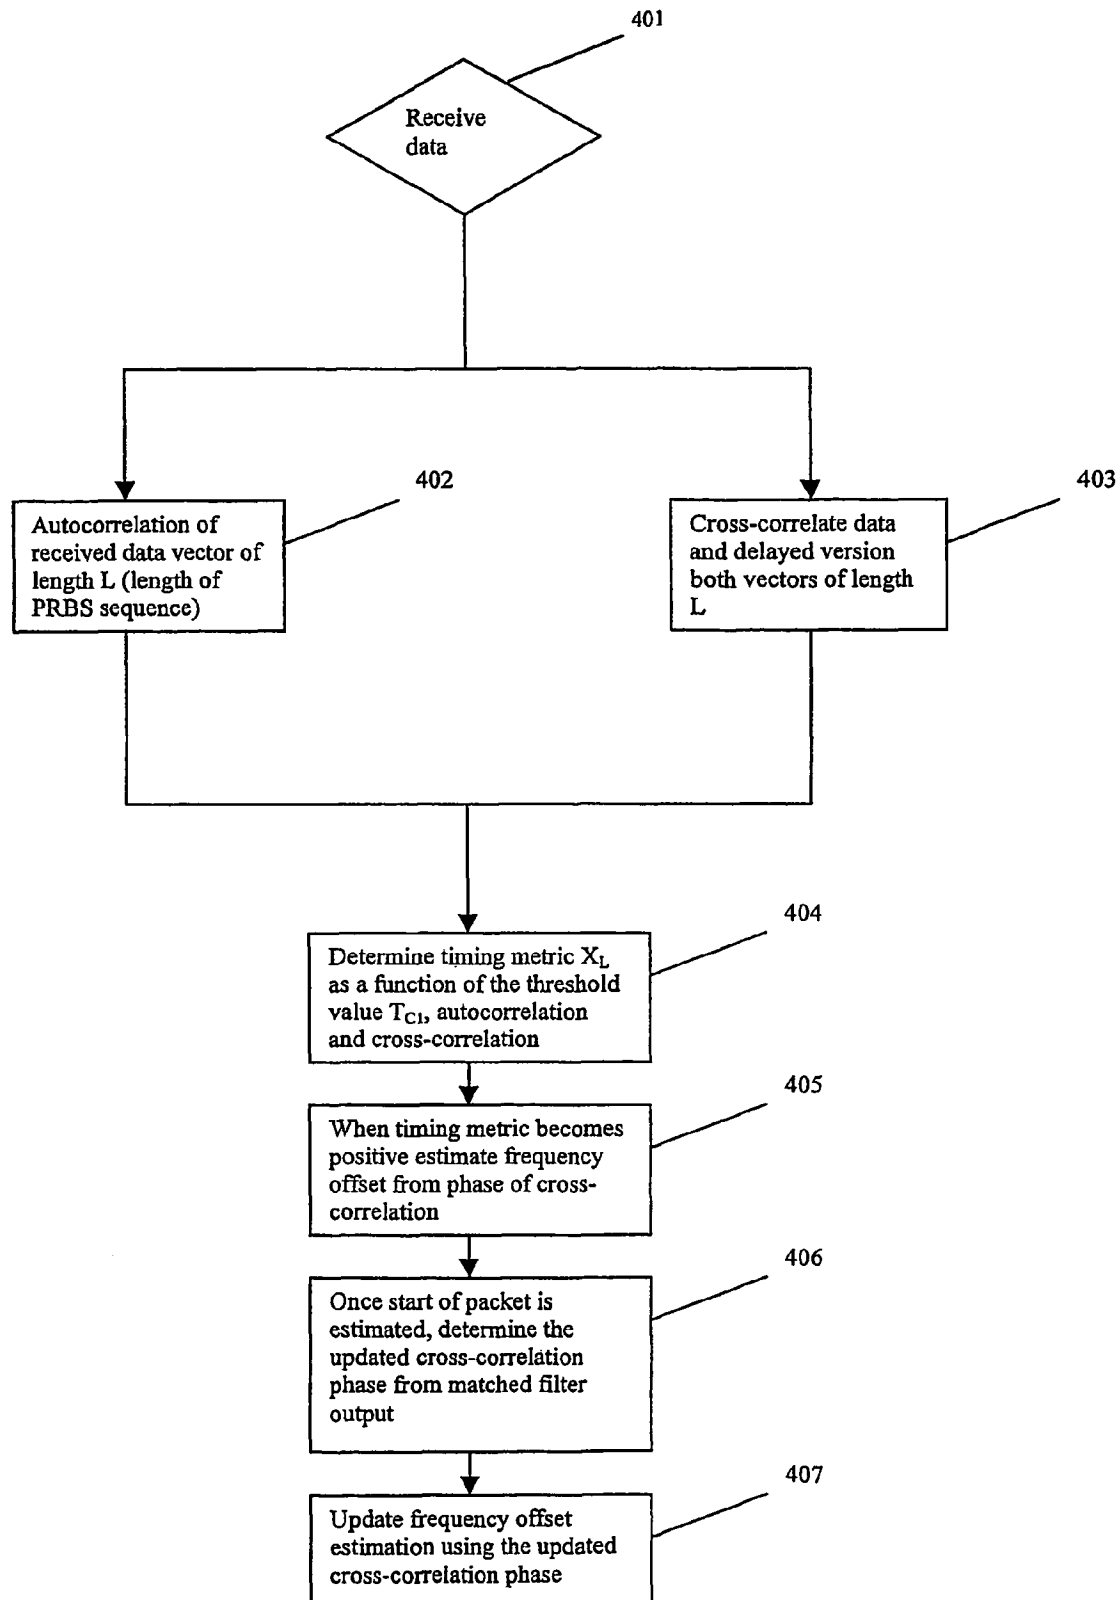 401
Receive
data
402
Autocorrelation of
received data vector of
length L (length of
PRBS sequence)
403
Cross-correlate data
and delayed version
both vectors of length
L
404
Determine timing metric X_L
as a function of the threshold
value T_C1, autocorrelation
and cross-correlation
405
When timing metric becomes
positive estimate frequency
offset from phase of cross-
correlation
406
Once start of packet is
estimated, determine the
updated cross-correlation
phase from matched filter
output
407
Update frequency offset
estimation using the updated
cross-correlation phase